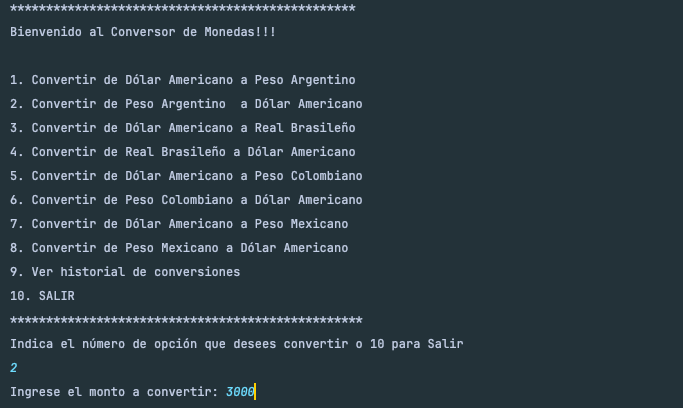 ************************************************
Bienvenido al Conversor de Monedas!!!
1. Convertir de Dólar Americano a Peso Argentino
2. Convertir de Peso Argentino  a Dólar Americano
3. Convertir de Dólar Americano a Real Brasileño
4. Convertir de Real Brasileño a Dólar Americano
5. Convertir de Dólar Americano a Peso Colombiano
6. Convertir de Peso Colombiano a Dólar Americano
7. Convertir de Dólar Americano a Peso Mexicano
8. Convertir de Peso Mexicano a Dólar Americano
9. Ver historial de conversiones
10. SALIR
*************************************************
Indica el número de opción que desees convertir o 10 para Salir
2
Ingrese el monto a convertir: 3000